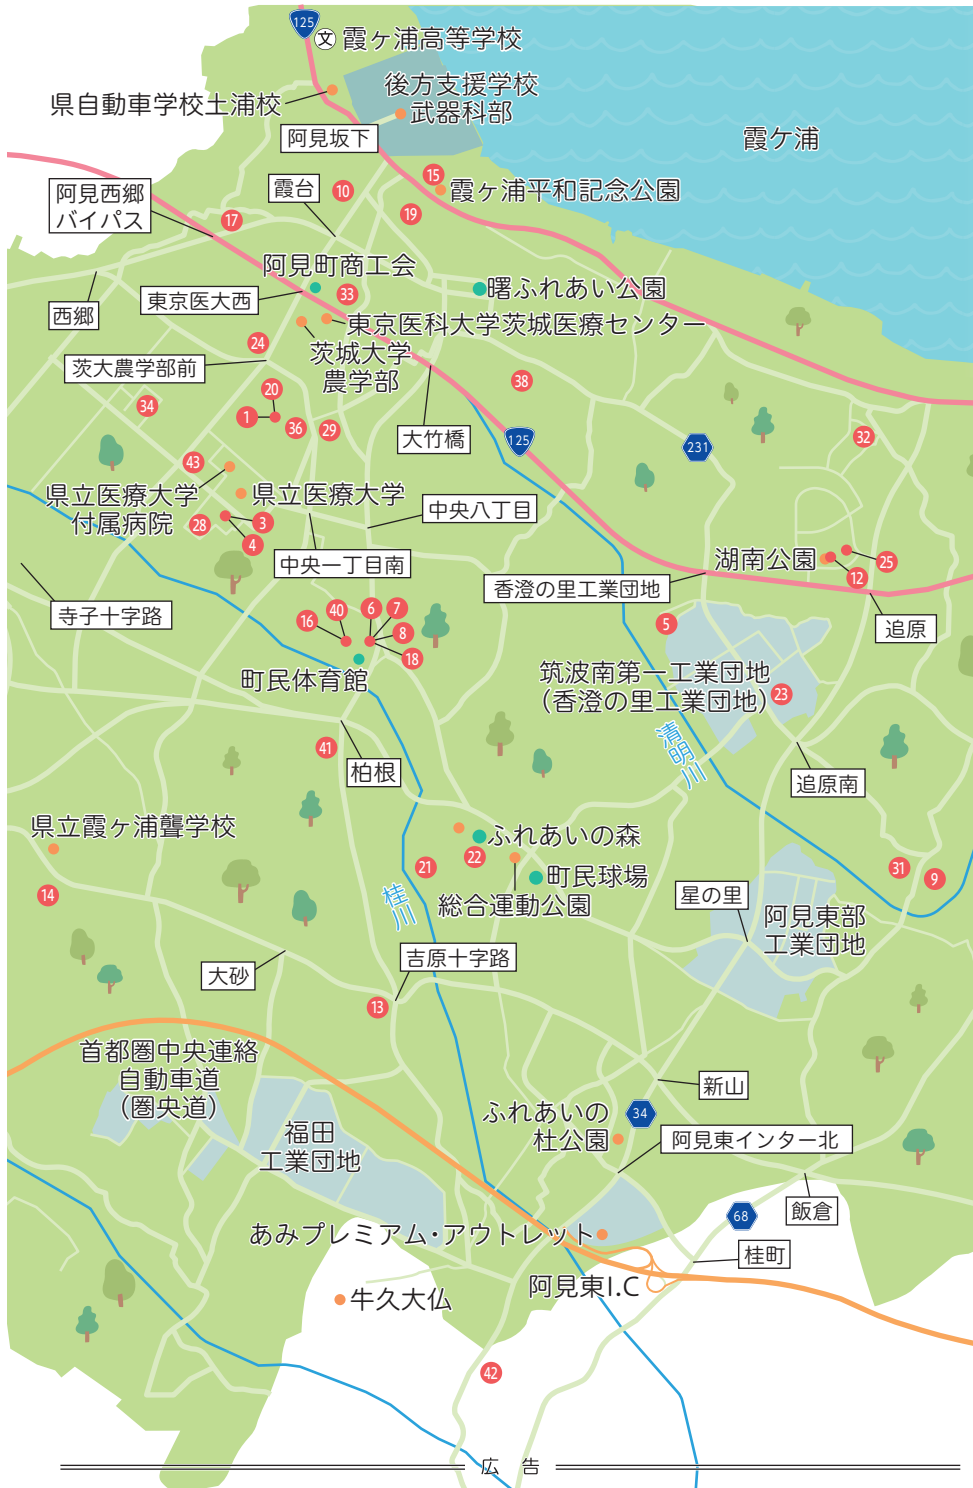 125
文 霞ヶ浦高等学校
県自動車学校土浦校
後方支援学校
武器科部
阿見坂下
霞ケ浦
阿見西郷
バイパス
霞台
10
15
霞ヶ浦平和記念公園
17
19
阿見町商工会
西郷
東京医大西
33
曙ふれあい公園
東京医科大学茨城医療センター
24
茨城大学
農学部
茨大農学部前
38
34
20
1
36
29
大竹橋
125
231
32
43
県立医療大学
付属病院
県立医療大学
28
3
4
中央八丁目
中央一丁目南
湖南公園
25
12
香澄の里工業団地
寺子十字路
追原
16
40
6
7
8
18
5
町民体育館
筑波南第一工業団地
(香澄の里工業団地)
23
清明川
41
柏根
追原南
県立霞ヶ浦聾学校
14
ふれあいの森
22
21
町民球場
総合運動公園
桂川
31
9
星の里
阿見東部
工業団地
吉原十字路
大砂
13
首都圏中央連絡
自動車道
(圏央道)
新山
ふれあいの
杜公園
34
福田
工業団地
阿見東インター北
飯倉
68
あみプレミアム・アウトレット
桂町
阿見東I.C
牛久大仏
42
広 告